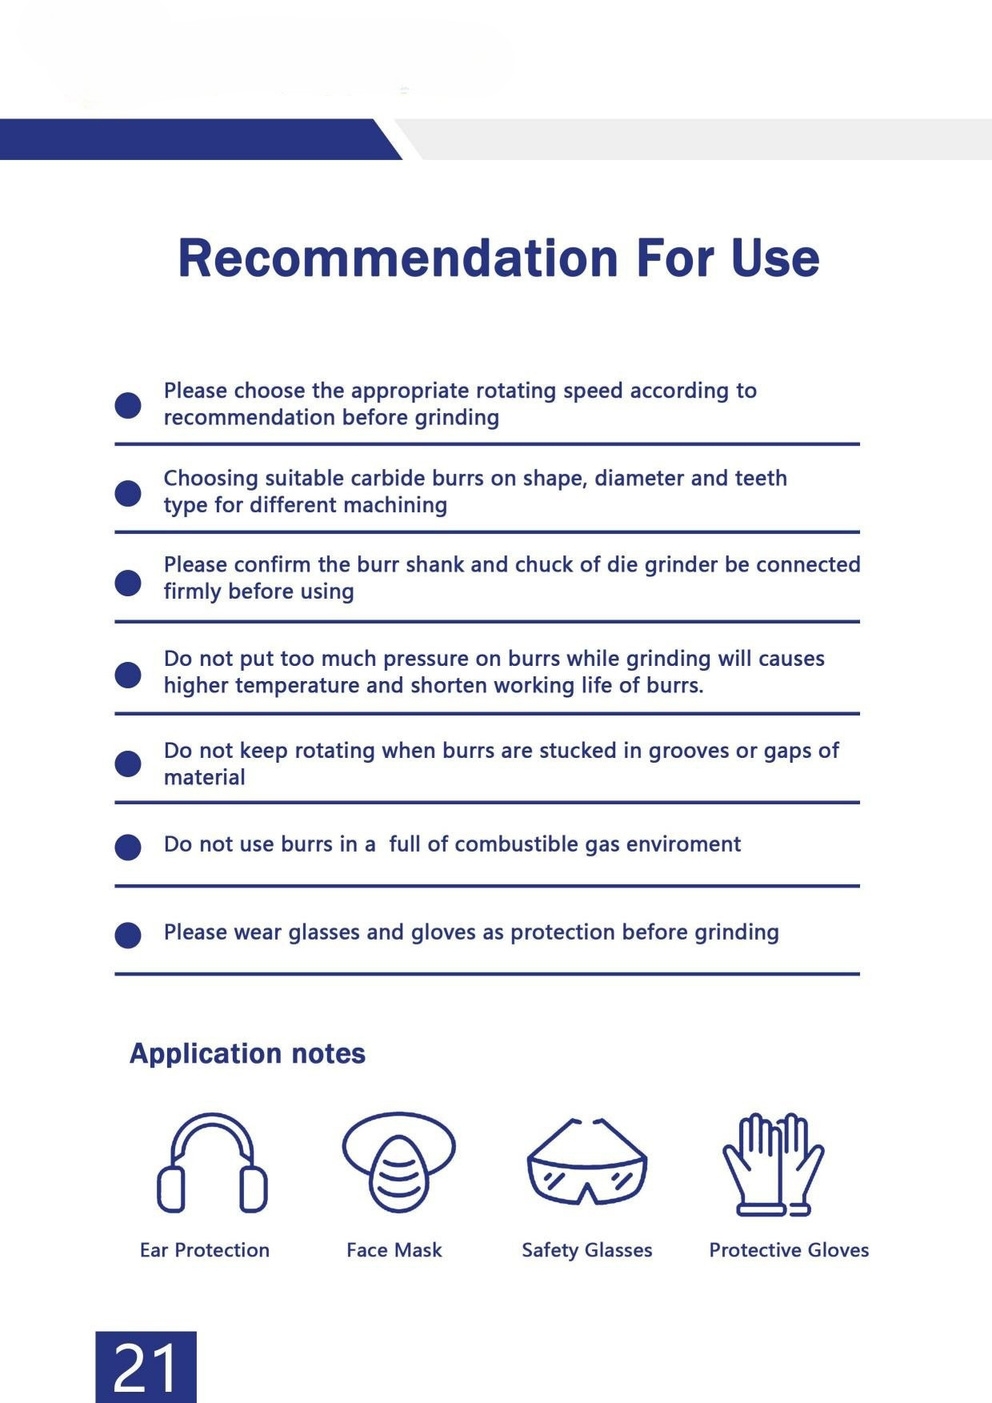 Recommendation For Use
Please choose the appropriate rotating speed according to
recommendation before grinding
Choosing suitable carbide burrs on shape, diameter and teeth
type for different machining
Please confirm the burr shank and chuck of die grinder be connected
firmly before using
Do not put too much pressure on burrs while grinding will causes
higher temperature and shorten working life of burrs.
Do not keep rotating when burrs are stucked in grooves or gaps of
material
Do not use burrs in a  full of combustible gas enviroment
Please wear glasses and gloves as protection before grinding
Application notes
Ear Protection
Face Mask
Safety Glasses
Protective Gloves
21